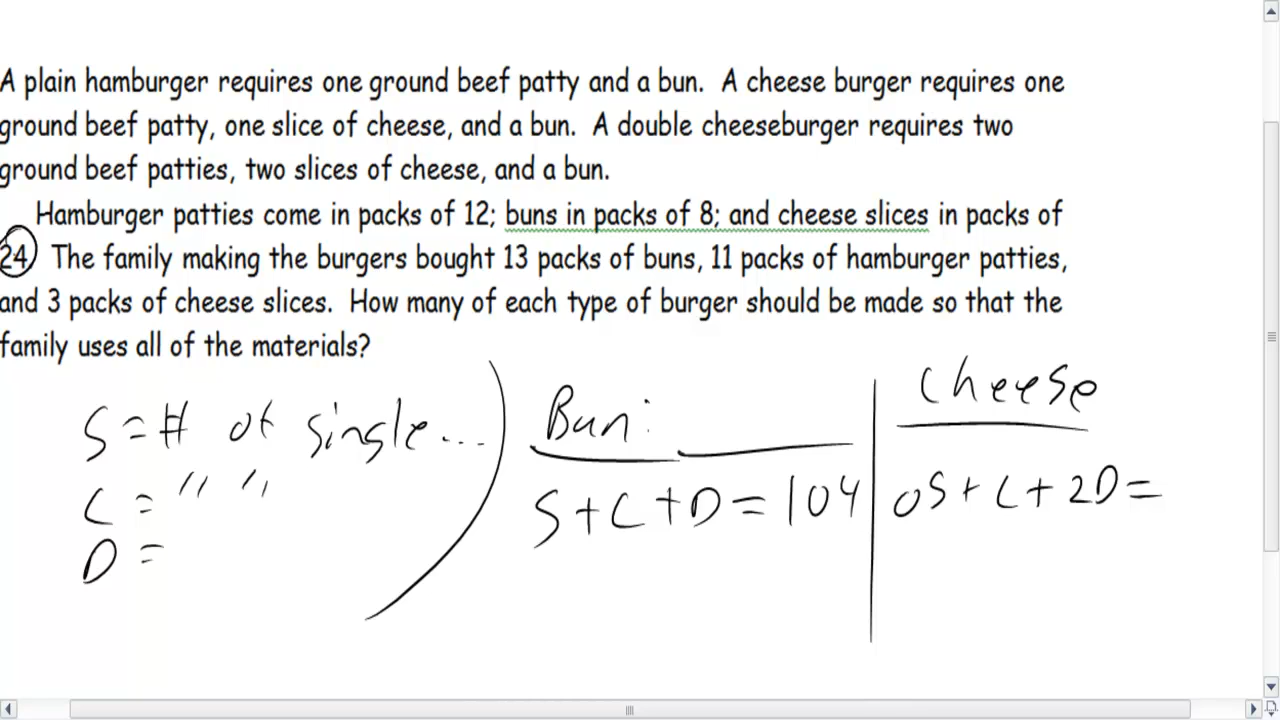 A plain hamburger requires one ground beef patty and a bun. A cheese burger requires one
ground beef patty, one slice of cheese, and a bun. A double cheeseburger requires two
ground beef patties, two slices of cheese, and a bun.
Hamburger patties come in packs of 12; buns in packs of 8; and cheese slices in packs of
24. The family making the burgers bought 13 packs of buns, 11 packs of hamburger patties,
and 3 packs of cheese slices. How many of each type of burger should be made so that the
family uses all of the materials?
S = # of single...
C = " "
D =
Bun:
S + C + D = 104
Cheese
0S + C + 2D =